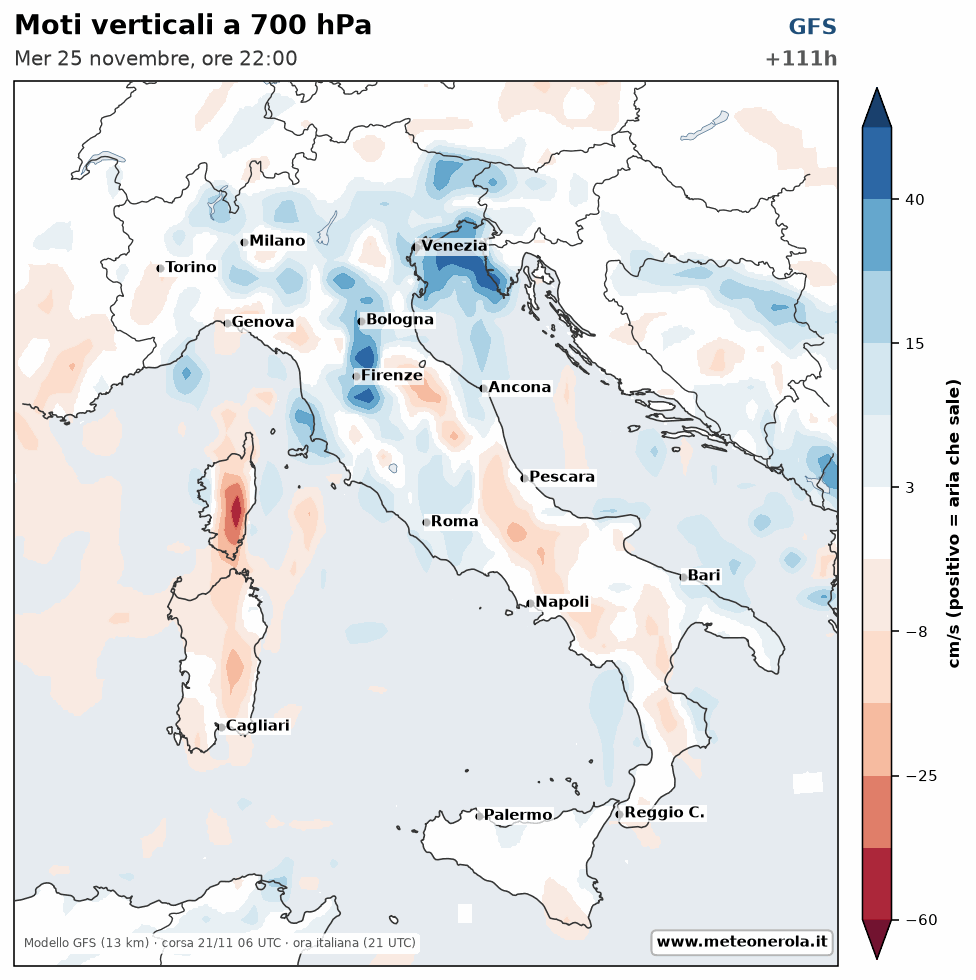 Moti verticali a 700 hPa
GFS
Mer 25 novembre, ore 22:00
+111h
Milano
Venezia
Torino
Genova
Bologna
Firenze
Ancona
Pescara
Roma
Bari
Napoli
Cagliari
Palermo
Reggio C.
40
15
3
−8
−25
−60
cm/s (positivo = aria che sale)
Modello GFS (13 km) · corsa 21/11 06 UTC · ora italiana (21 UTC)
www.meteonerola.it